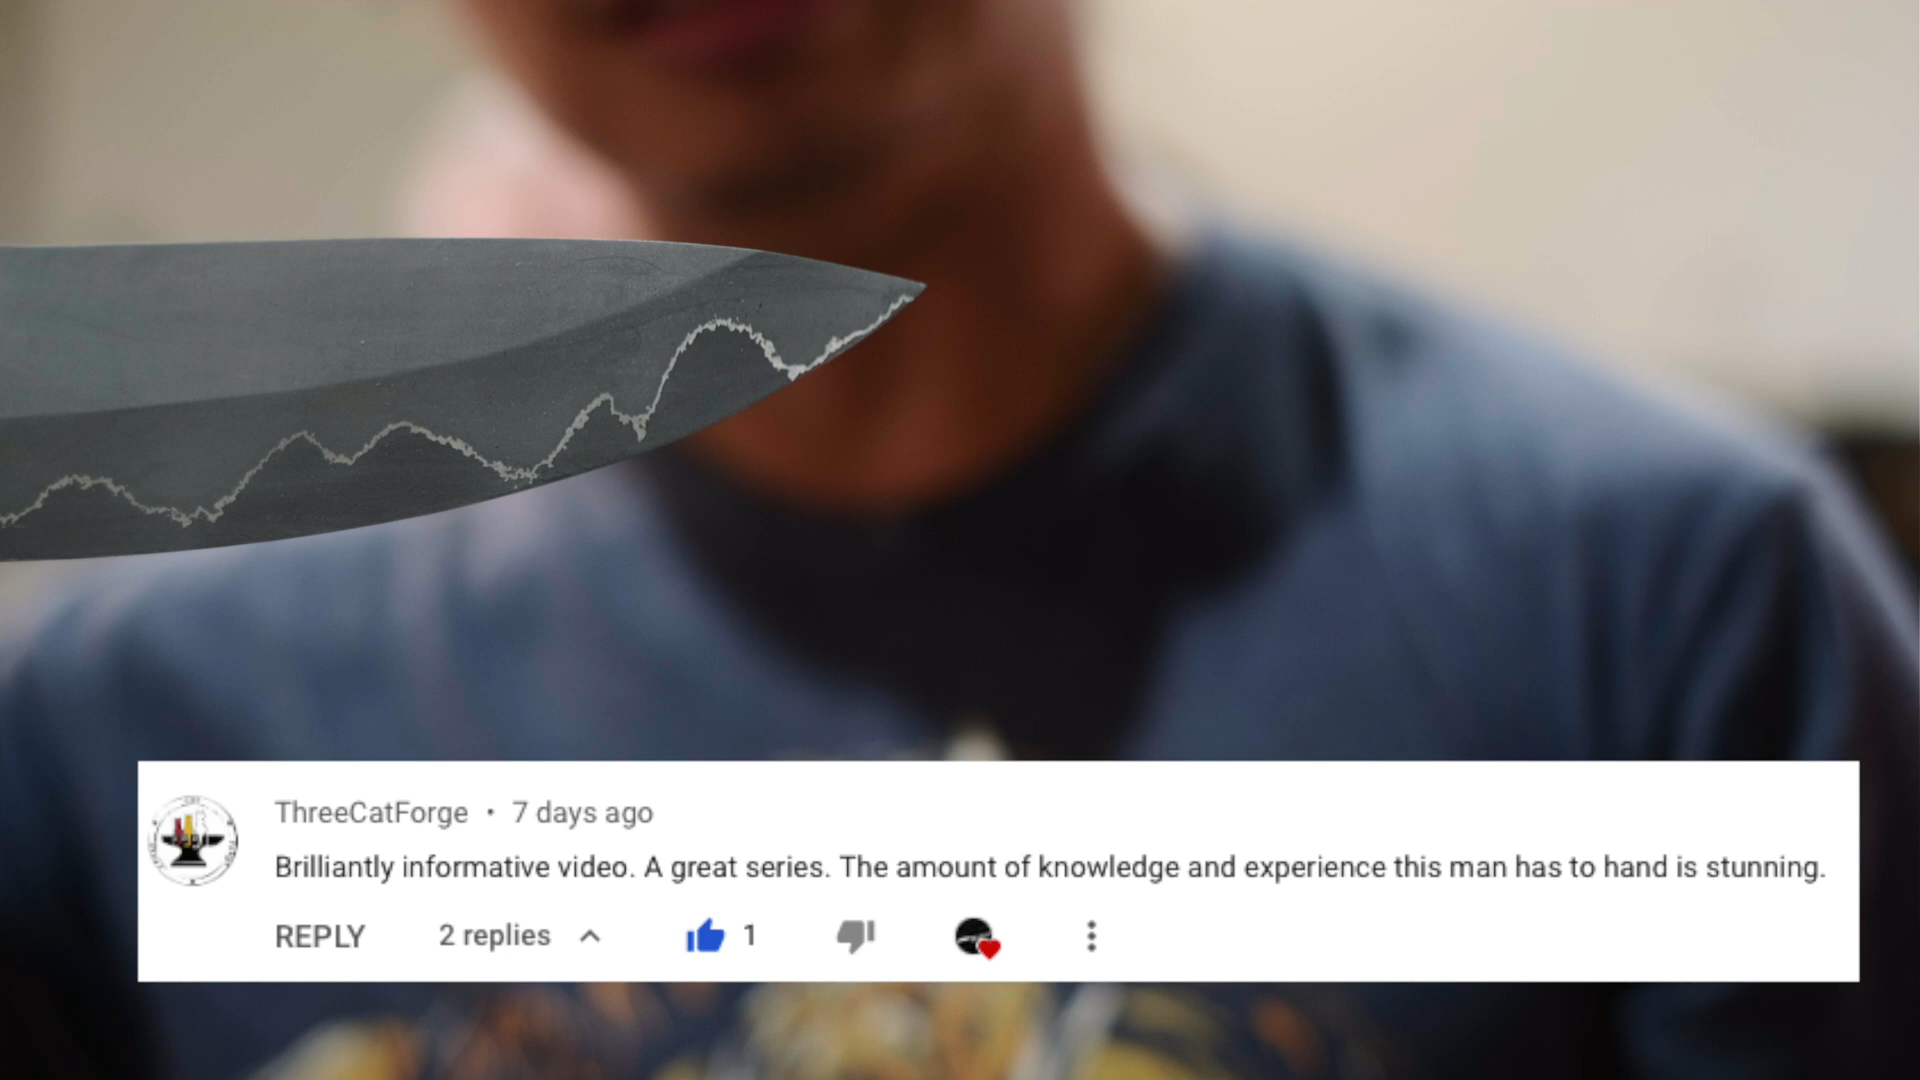 ThreeCatForge • 7 days ago
Brilliantly informative video. A great series. The amount of knowledge and experience this man has to hand is stunning.
REPLY 2 replies 1